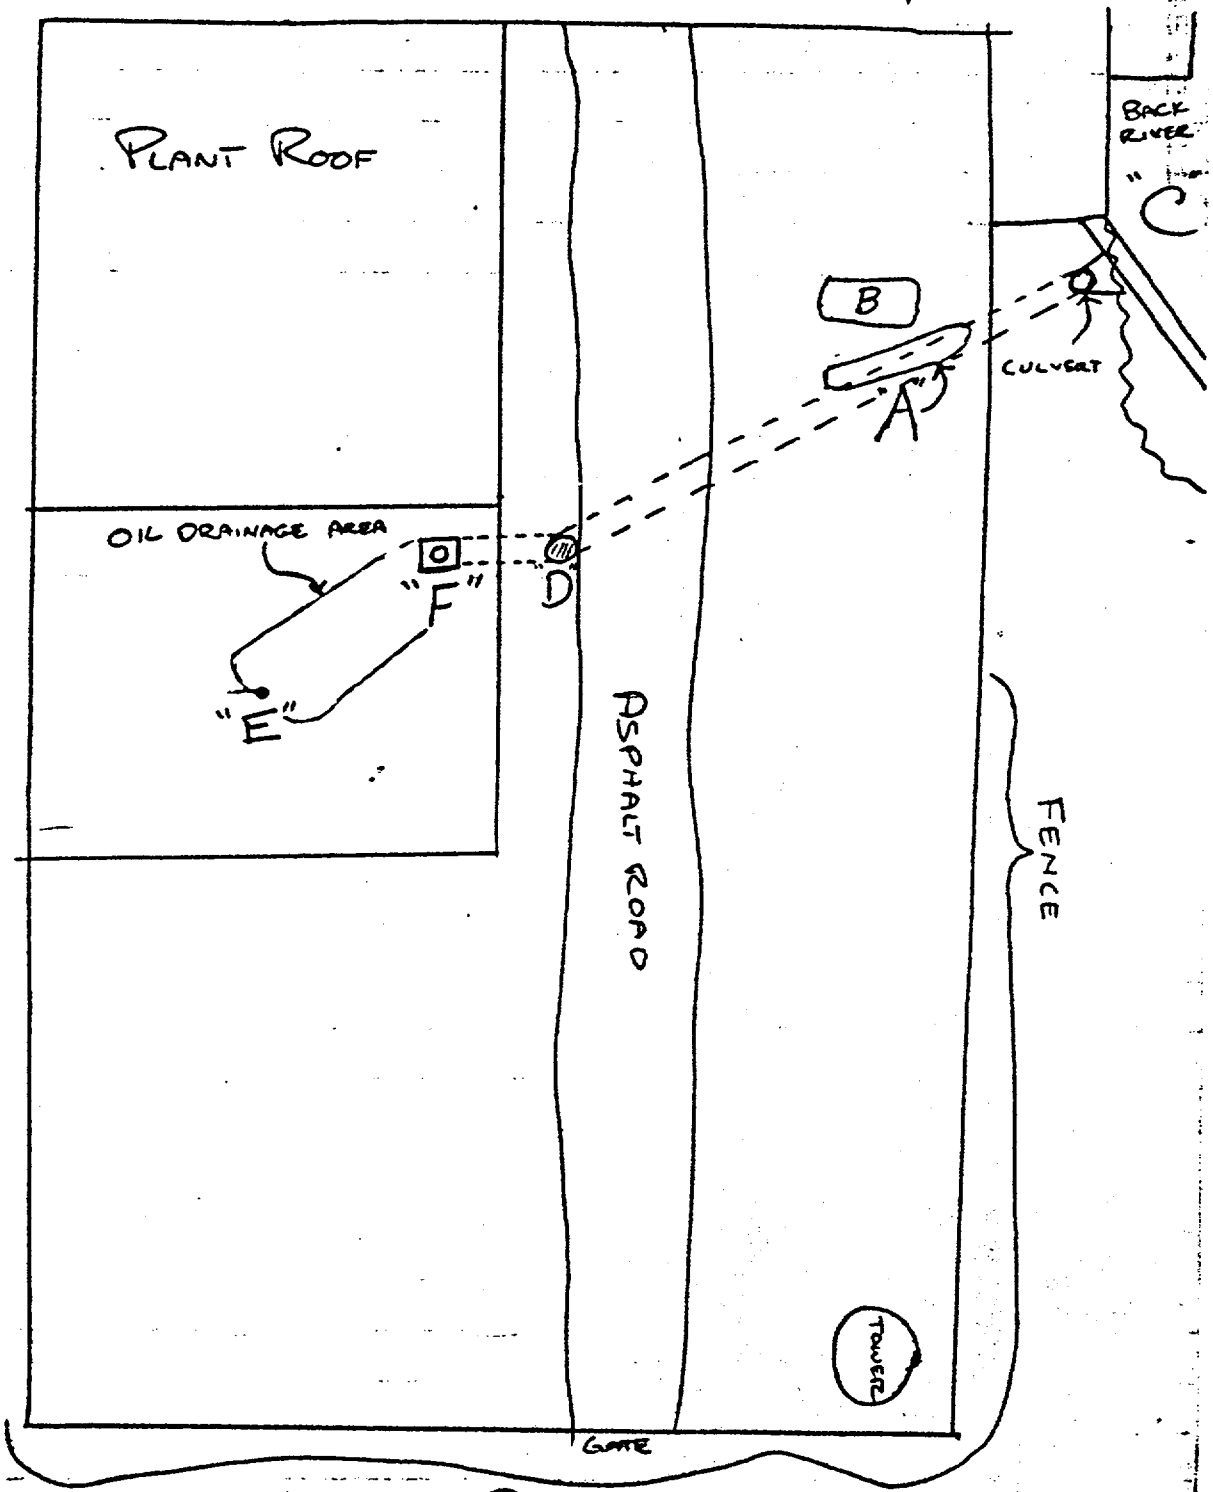 BACK
RIVER
"C
PLANT ROOF
B
CULVERT
"A"
OIL DRAINAGE AREA
"F"
"D"
"E"
ASPHALT ROAD
FENCE
TOWER
GATE